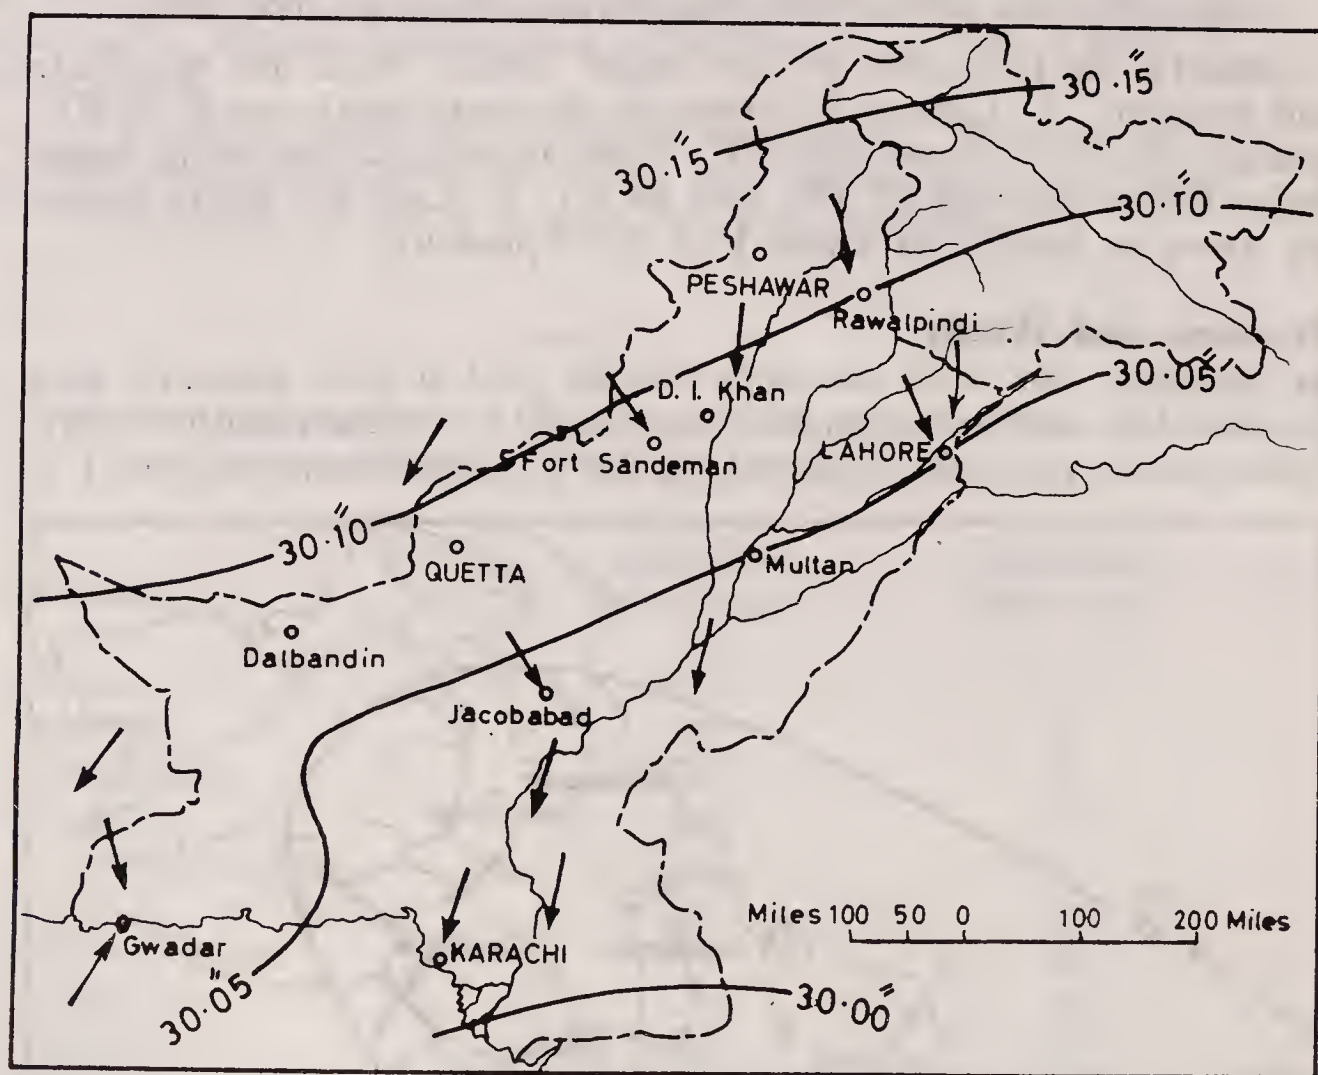 30.15"
30.15"
30.10"
PESHAWAR
Rawalpindi
30.05"
D. I. Khan
Fort Sandeman
LAHORE
30.10"
QUETTA
Multan
Dalbandin
Jacobabad
Miles 100 50 0 100 200 Miles
Gwadar
KARACHI
30.05"
30.00"